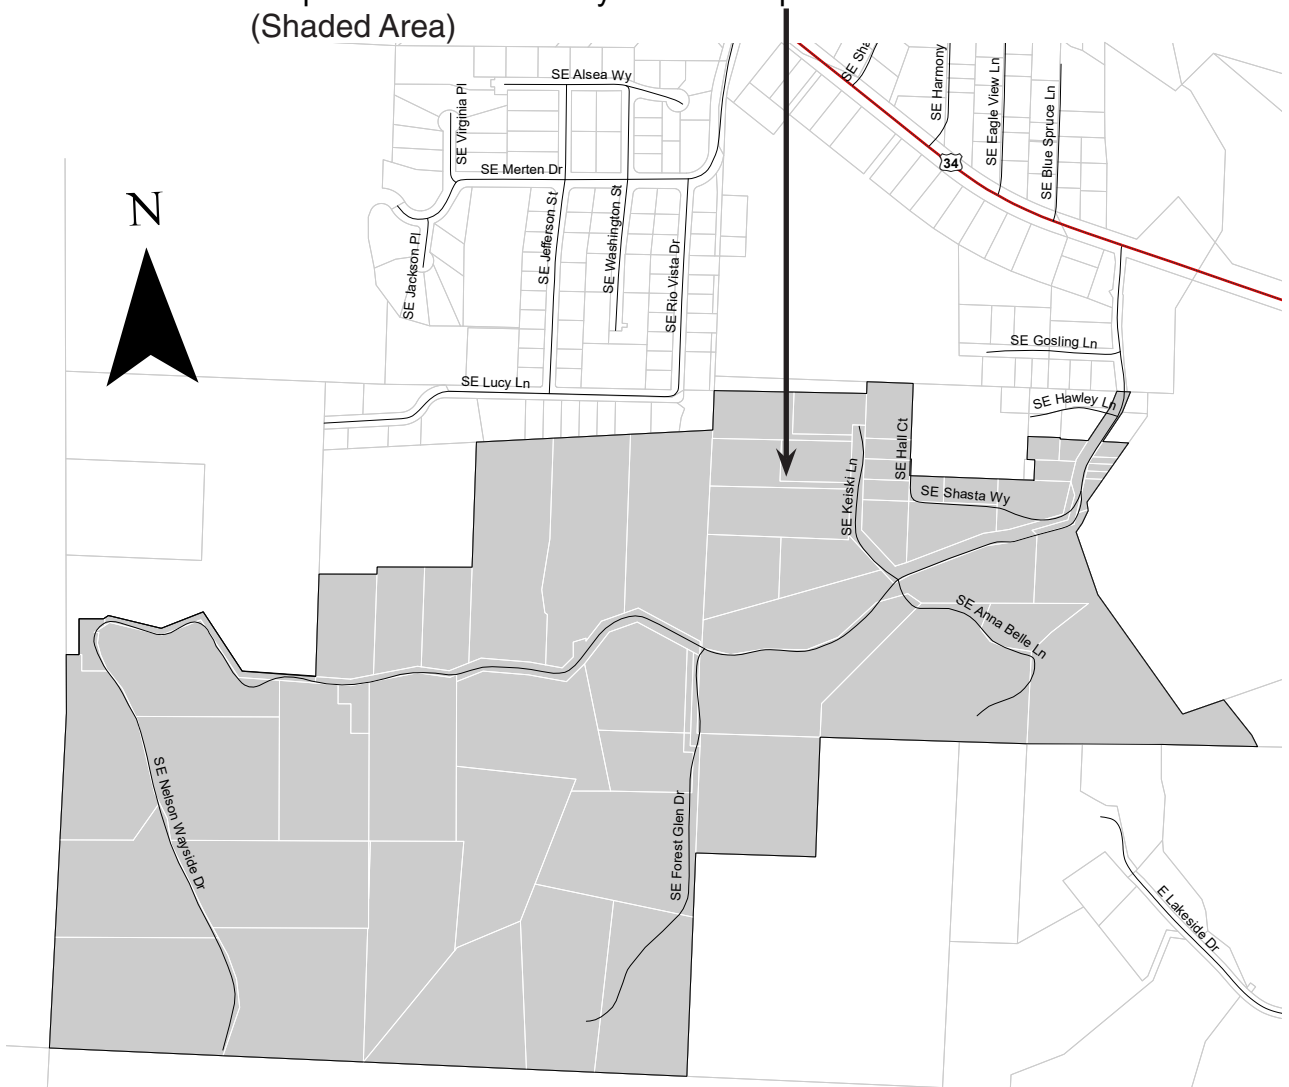 (Shaded Area)
SE Sha
SE Harmony
SE Eagle View Ln
SE Blue Spruce Ln
SE Alsea Wy
SE Virginia Pl
SE Merten Dr
34
N
SE Jackson Pl
SE Jefferson St
SE Washington St
SE Rio Vista Dr
SE Gosling Ln
SE Lucy Ln
SE Hawley Ln
SE Hall Ct
SE Keiski Ln
SE Shasta Wy
SE Anna Belle Ln
SE Nelson Wayside Dr
SE Forest Glen Dr
E Lakeside Dr